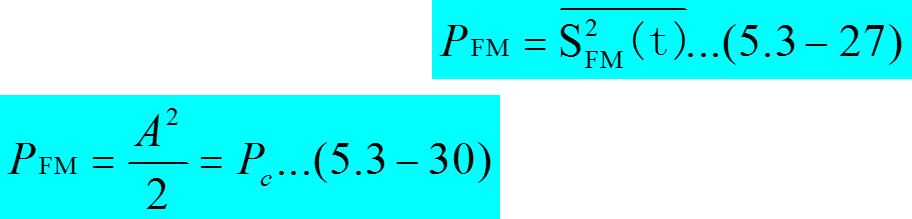 P_FM = \overline{S_FM^2(t)}...(5.3 − 27)
P_FM = A^2/2 = P_c...(5.3 − 30)